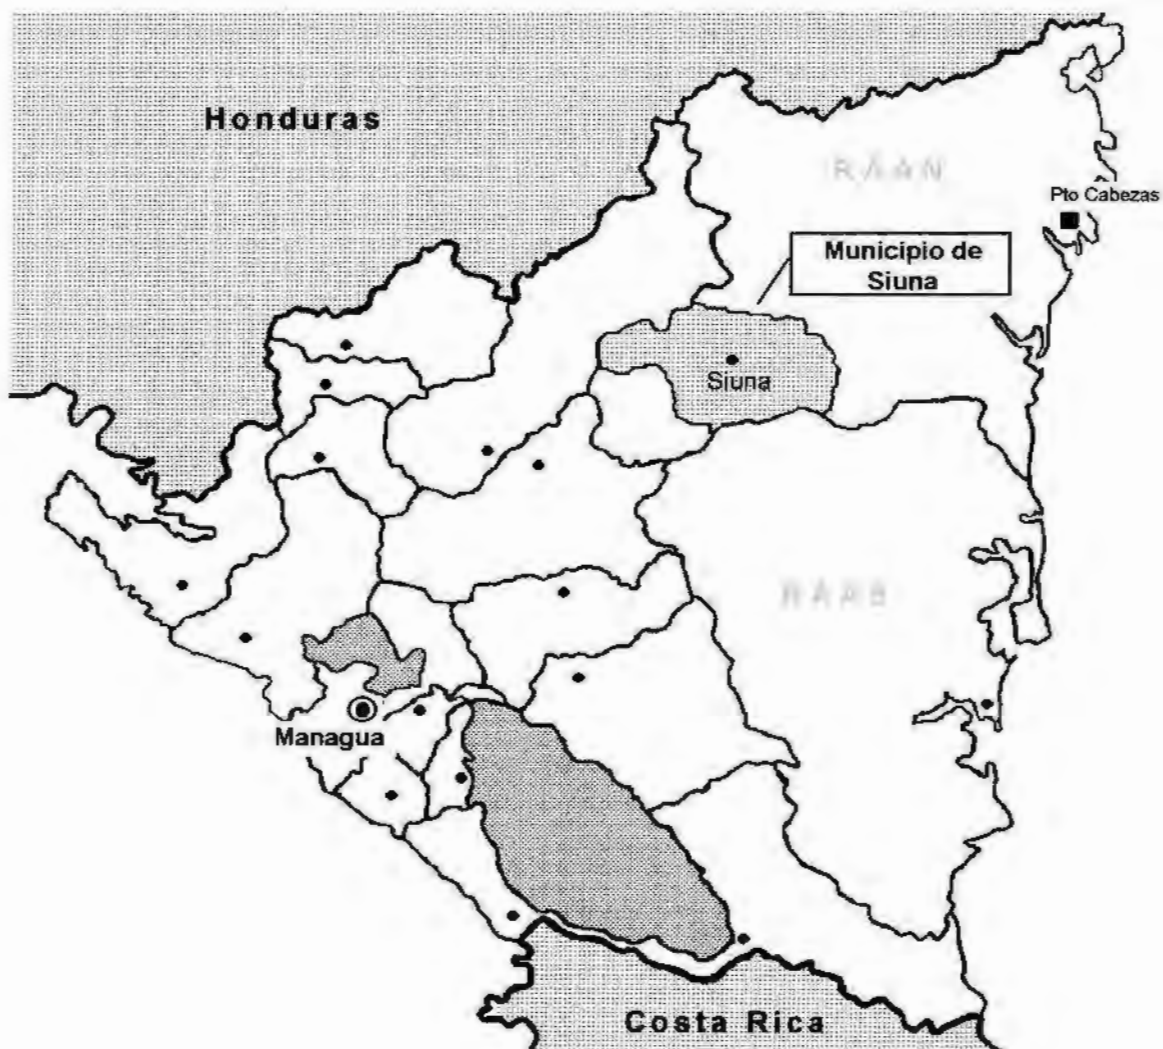 Honduras
RAAN
Pto Cabezas
Municipio de
Siuna
Siuna
RAAS
Managua
Costa Rica